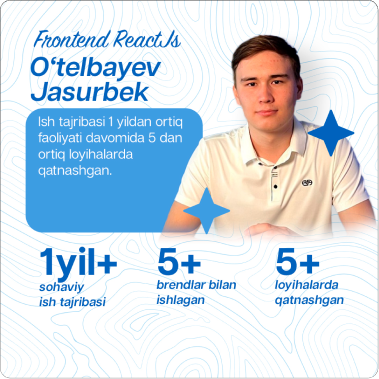 Frontend ReactJs
O‘telbayev
Jasurbek
Ish tajribasi 1 yildan ortiq
faoliyati davomida 5 dan
ortiq loyihalarda
qatnashgan.
1yil+
sohaviy
ish tajribasi
5+
brendlar bilan
ishlagan
5+
loyihalarda
qatnashgan